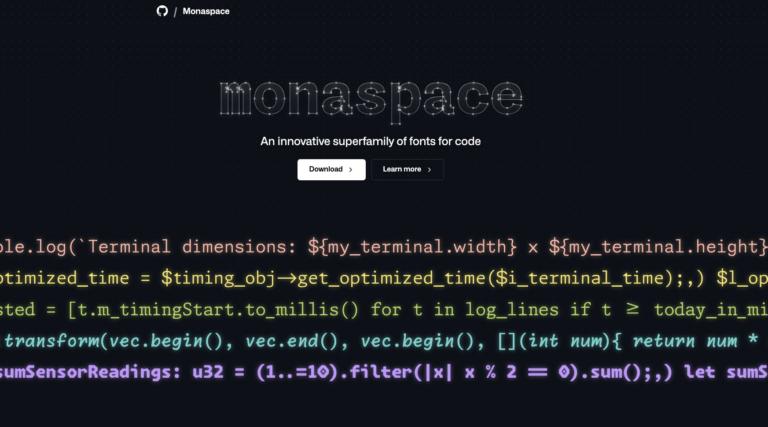 / Monaspace
monaspace
An innovative superfamily of fonts for code
Download >
Learn more >
ole.log(`Terminal dimensions: ${my_terminal.width} x ${my_terminal.height}
ptimized_time = $timing_obj->get_optimized_time($i_terminal_time);,) $l_op
sted = [t.m_timingStart.to_millis() for t in log_lines if t ≥ today_in_mi
transform(vec.begin(), vec.end(), vec.begin(), [](int num){ return num *
sumSensorReadings: u32 = (1..=10).filter(|x| x % 2 == 0).sum();,) let sumS